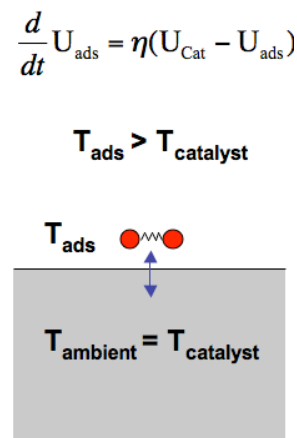 d/dt U_ads = η(U_Cat − U_ads)
T_ads > T_catalyst
T_ads
T_ambient = T_catalyst